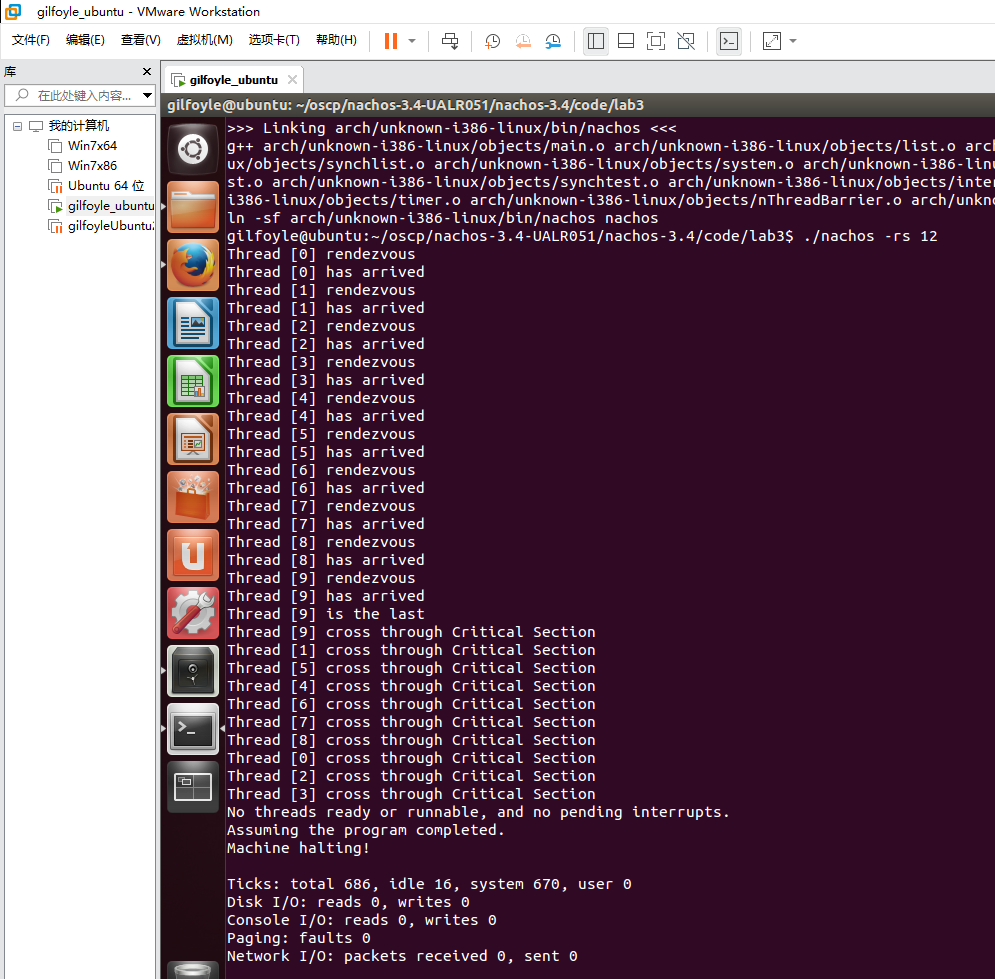 gilfoyle_ubuntu - VMware Workstation
文件(F) 编辑(E) 查看(V) 虚拟机(M) 选项卡(T) 帮助(H)
库
在此处键入内容...
我的计算机
Win7x64
Win7x86
Ubuntu 64 位
gilfoyle_ubuntu
gilfoyleUbuntu
gilfoyle_ubuntu
gilfoyle@ubuntu: ~/oscp/nachos-3.4-UALR051/nachos-3.4/code/lab3
>>> Linking arch/unknown-i386-linux/bin/nachos <<<
g++ arch/unknown-i386-linux/objects/main.o arch/unknown-i386-linux/objects/list.o arc
ux/objects/synchlist.o arch/unknown-i386-linux/objects/system.o arch/unknown-i386-lin
st.o arch/unknown-i386-linux/objects/synchtest.o arch/unknown-i386-linux/objects/inte
i386-linux/objects/timer.o arch/unknown-i386-linux/objects/nThreadBarrier.o arch/unkn
ln -sf arch/unknown-i386-linux/bin/nachos nachos
gilfoyle@ubuntu:~/oscp/nachos-3.4-UALR051/nachos-3.4/code/lab3$ ./nachos -rs 12
Thread [0] rendezvous
Thread [0] has arrived
Thread [1] rendezvous
Thread [1] has arrived
Thread [2] rendezvous
Thread [2] has arrived
Thread [3] rendezvous
Thread [3] has arrived
Thread [4] rendezvous
Thread [4] has arrived
Thread [5] rendezvous
Thread [5] has arrived
Thread [6] rendezvous
Thread [6] has arrived
Thread [7] rendezvous
Thread [7] has arrived
Thread [8] rendezvous
Thread [8] has arrived
Thread [9] rendezvous
Thread [9] has arrived
Thread [9] is the last
Thread [9] cross through Critical Section
Thread [1] cross through Critical Section
Thread [5] cross through Critical Section
Thread [4] cross through Critical Section
Thread [6] cross through Critical Section
Thread [7] cross through Critical Section
Thread [8] cross through Critical Section
Thread [0] cross through Critical Section
Thread [2] cross through Critical Section
Thread [3] cross through Critical Section
No threads ready or runnable, and no pending interrupts.
Assuming the program completed.
Machine halting!
Ticks: total 686, idle 16, system 670, user 0
Disk I/O: reads 0, writes 0
Console I/O: reads 0, writes 0
Paging: faults 0
Network I/O: packets received 0, sent 0